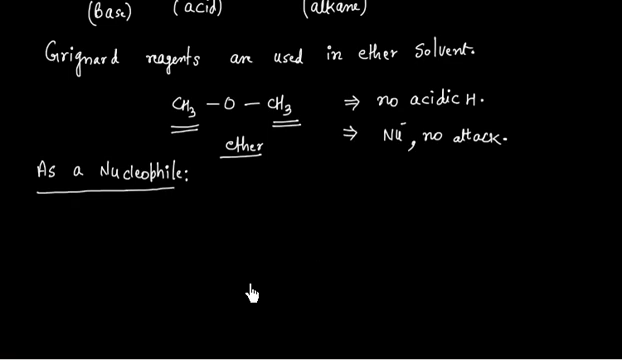 (Base) (acid) (alkane)
Grignard reagents are used in ether solvent.
CH₃ – O – CH₃ ⇒ no acidic H.
ether ⇒ Nu⁻, no attack.
As a Nucleophile: